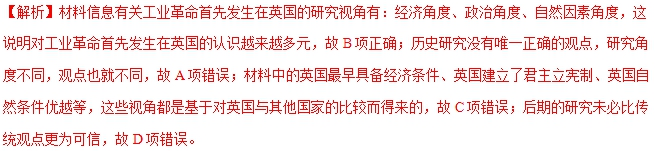 【解析】材料信息有关工业革命首先发生在英国的研究视角有：经济角度、政治角度、自然因素角度，这
说明对工业革命首先发生在英国的认识越来越多元，故 B 项正确；历史研究没有唯一正确的观点，研究角
度不同，观点也就不同，故 A 项错误；材料中的英国最早具备经济条件、英国建立了君主立宪制、英国自
然条件优越等，这些视角都是基于对英国与其他国家的比较而得来的，故 C 项错误；后期的研究未必比传
统观点更为可信，故 D 项错误。